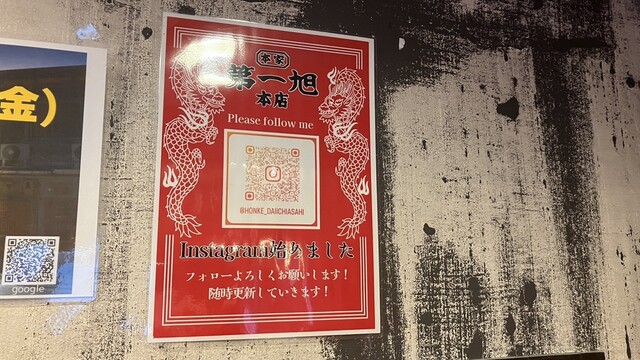 金）
google
本家
第一旭
本店
Please follow me
@HONKE_DAIICHIASAHI
Instagram始めました
フォローよろしくお願いします！
随時更新していきます！